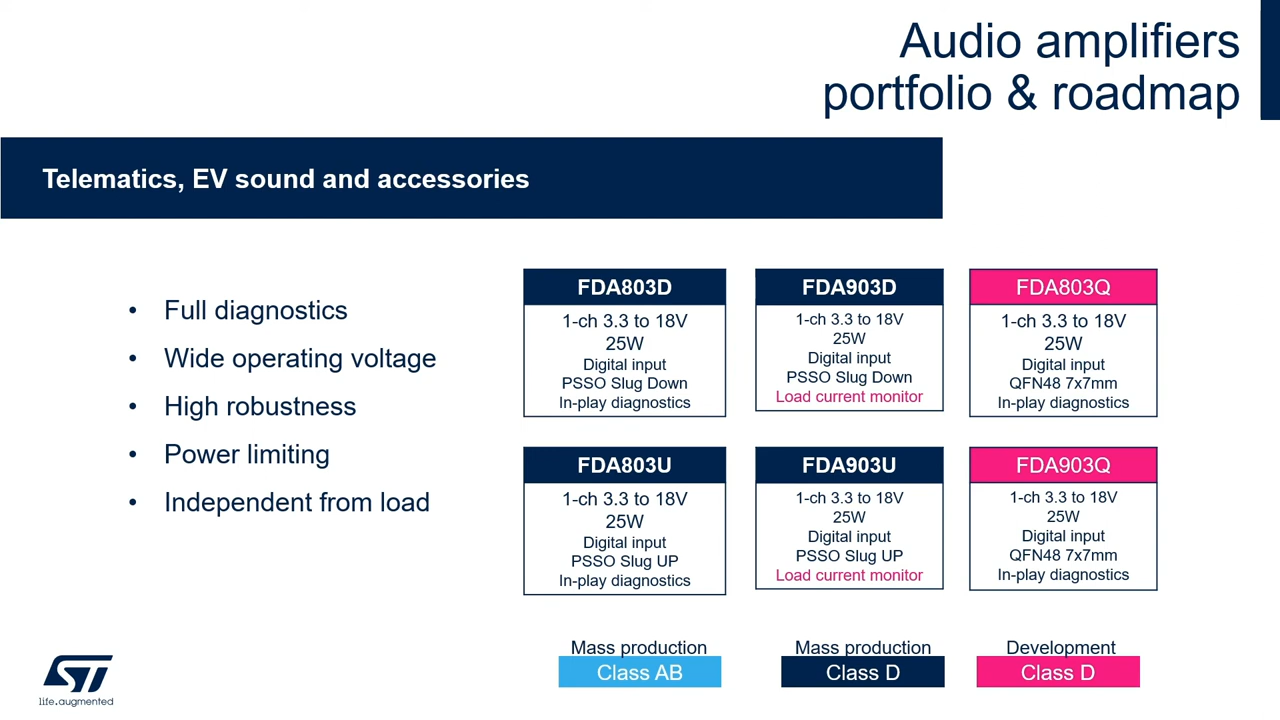 Audio amplifiers
portfolio & roadmap
Telematics, EV sound and accessories
• Full diagnostics
• Wide operating voltage
• High robustness
• Power limiting
• Independent from load
FDA803D
1-ch 3.3 to 18V
25W
Digital input
PSSO Slug Down
In-play diagnostics
FDA903D
1-ch 3.3 to 18V
25W
Digital input
PSSO Slug Down
Load current monitor
FDA803Q
1-ch 3.3 to 18V
25W
Digital input
QFN48 7x7mm
In-play diagnostics
FDA803U
1-ch 3.3 to 18V
25W
Digital input
PSSO Slug UP
In-play diagnostics
FDA903U
1-ch 3.3 to 18V
25W
Digital input
PSSO Slug UP
Load current monitor
FDA903Q
1-ch 3.3 to 18V
25W
Digital input
QFN48 7x7mm
In-play diagnostics
Mass production
Class AB
Mass production
Class D
Development
Class D
ST
life.augmented